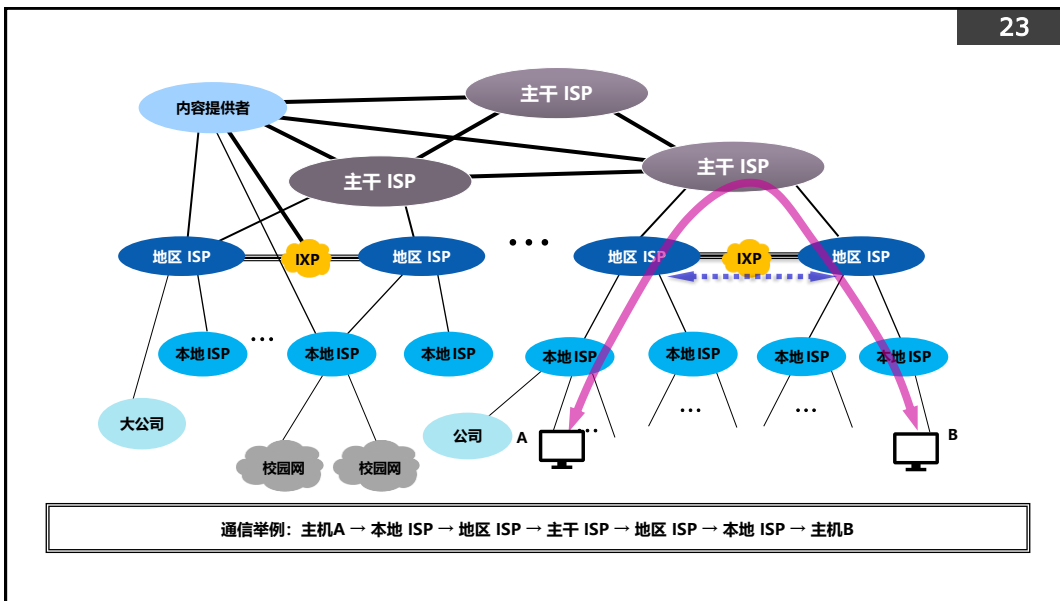 23
主干 ISP
内容提供者
主干 ISP
主干 ISP
地区 ISP
IXP
地区 ISP
•••
地区 ISP
IXP
地区 ISP
本地 ISP
•••
本地 ISP
本地 ISP
本地 ISP
本地 ISP
本地 ISP
本地 ISP
•••
•••
大公司
公司
A
•••
B
校园网
校园网
通信举例：主机A → 本地 ISP → 地区 ISP → 主干 ISP → 地区 ISP → 本地 ISP → 主机B